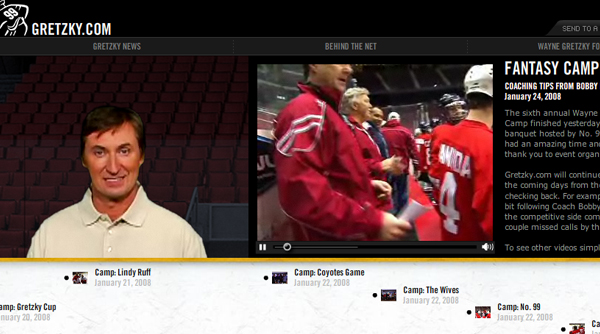 GRETZKY.COM
SEND TO A
GRETZKY NEWS
BEHIND THE NET
WAYNE GRETZKY FO
FANTASY CAMP
COACHING TIPS FROM BOBBY
January 24, 2008
The sixth annual Wayne
Camp finished yesterday
banquet hosted by No. 9
had an amazing time and
thank you to event organ
Gretzky.com will continue
the coming days from the
checking back. For examp
bit following Coach Bobby
the competitive side com
couple missed calls by th
To see other videos simpl
4
Camp: Lindy Ruff
January 21, 2008
Camp: Coyotes Game
January 22, 2008
Camp: The Wives
January 22, 2008
amp: Gretzky Cup
nuary 20, 2008
Camp: No. 99
January 22, 2008
Ca